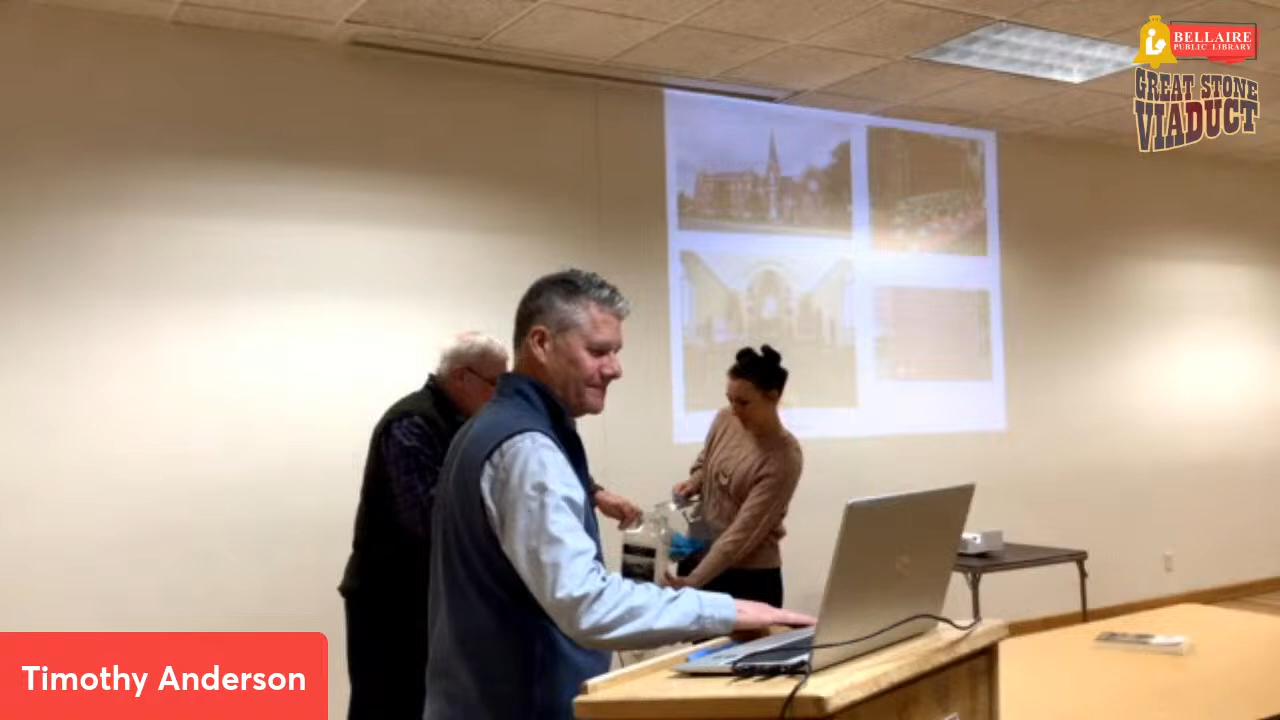 BELLAIRE
PUBLIC LIBRARY
GREAT STONE
VIADUCT
Timothy Anderson